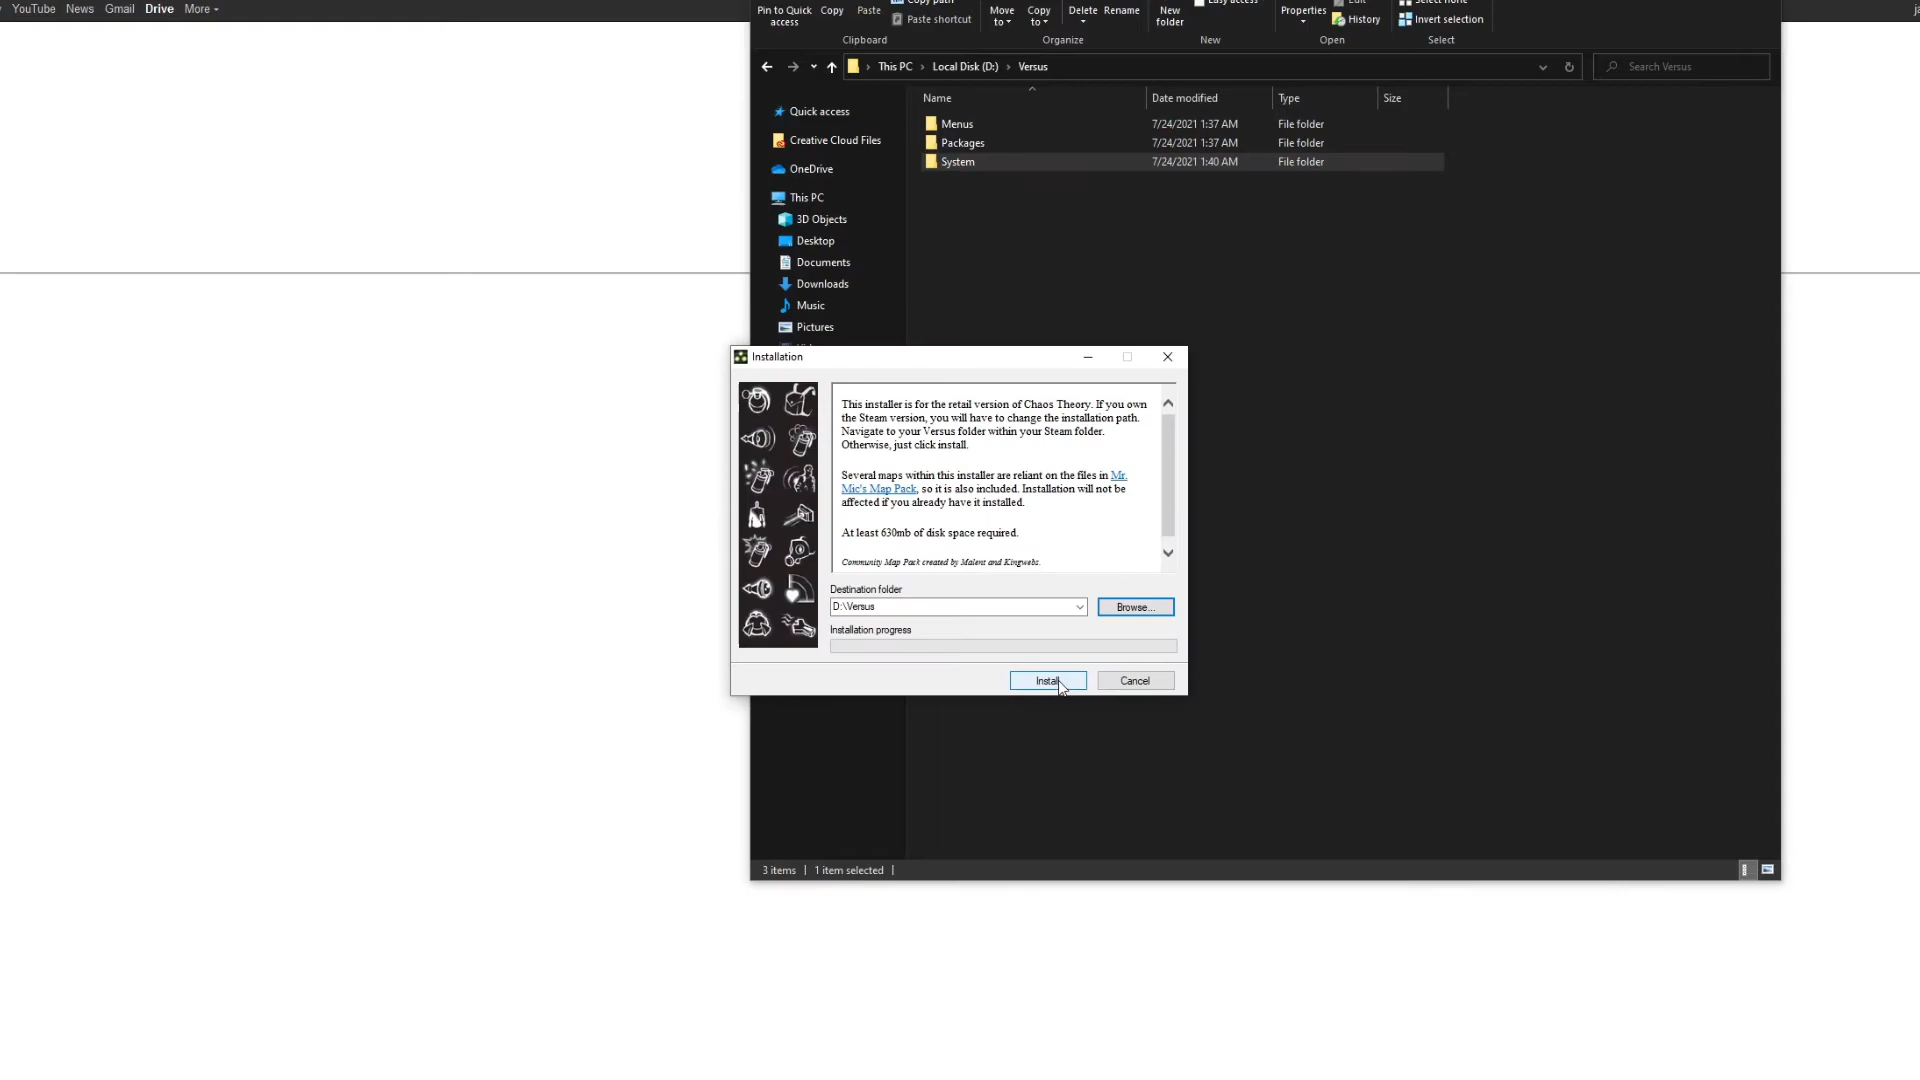 YouTube News Gmail Drive More
Pin to Quick access Copy Paste
Paste shortcut
Move to Copy to Delete Rename
New folder
Properties
History
Invert selection
Clipboard Organize New Open Select
This PC > Local Disk (D:) > Versus
Search Versus
Name Date modified Type Size
Menus 7/24/2021 1:37 AM File folder
Packages 7/24/2021 1:37 AM File folder
System 7/24/2021 1:40 AM File folder
Quick access
Creative Cloud Files
OneDrive
This PC
3D Objects
Desktop
Documents
Downloads
Music
Pictures
Installation
This installer is for the retail version of Chaos Theory. If you own
the Steam version, you will have to change the installation path.
Navigate to your Versus folder within your Steam folder.
Otherwise, just click install.
Several maps within this installer are reliant on the files in Mr.
Mic's Map Pack, so it is also included. Installation will not be
affected if you already have it installed.
At least 630mb of disk space required.
Community Map Pack created by Malent and Kingwebs.
Destination folder
D:\Versus
Browse...
Installation progress
Install Cancel
3 items | 1 item selected |